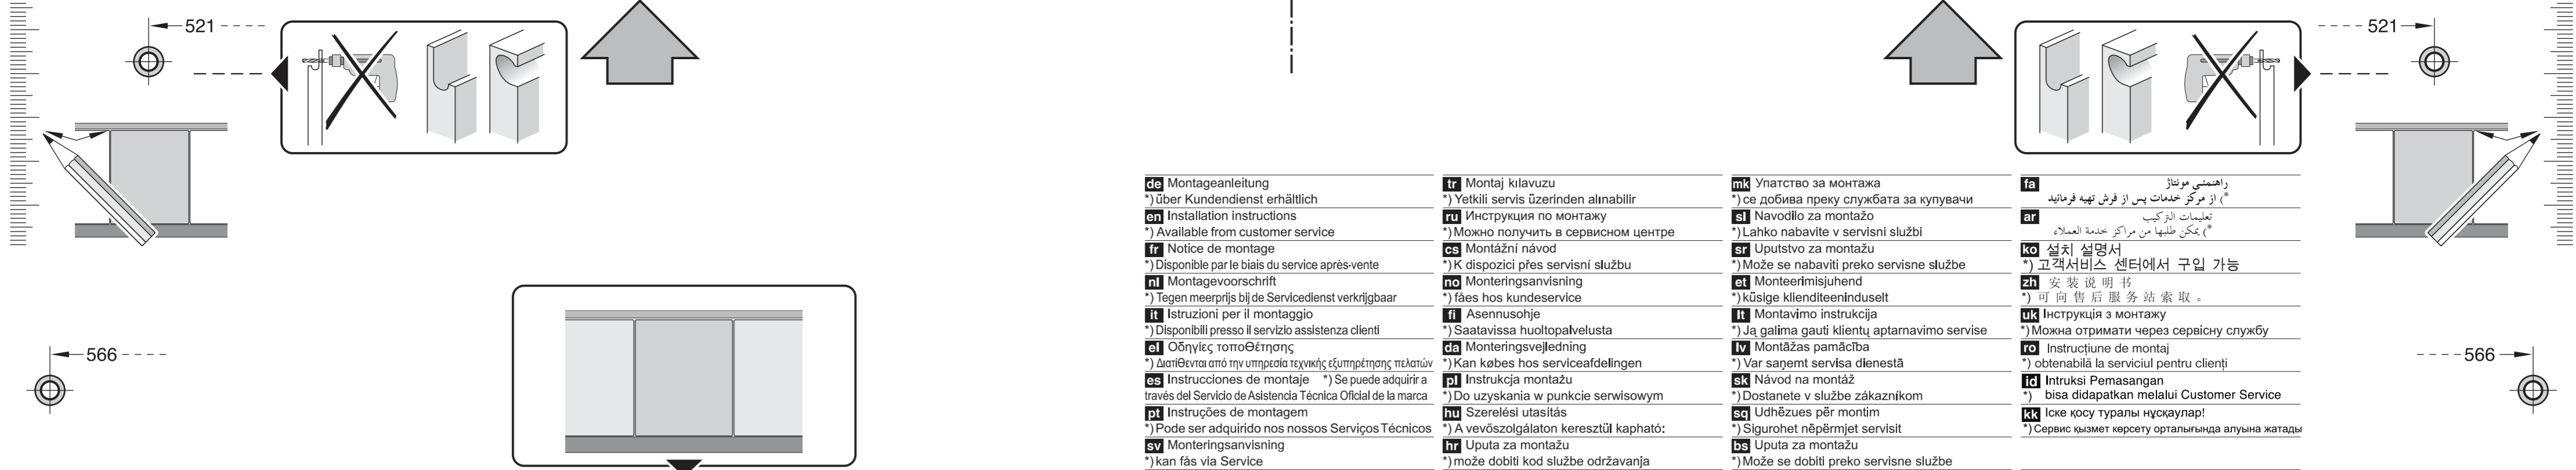 521
521
566
566
de Montageanleitung
*) über Kundendienst erhältlich
en Installation instructions
*) Available from customer service
fr Notice de montage
*) Disponible par le biais du service après-vente
nl Montagevoorschrift
*) Tegen meerprijs bij de Servicedienst verkrijgbaar
it Istruzioni per il montaggio
*) Disponibili presso il servizio assistenza clienti
el Οδηγίες τοποθέτησης
*) Διατίθενται από την υπηρεσία τεχνικής εξυπηρέτησης πελατών
es Instrucciones de montaje *) Se puede adquirir a
través del Servicio de Asistencia Técnica Oficial de la marca
pt Instruções de montagem
*) Pode ser adquirido nos nossos Serviços Técnicos
sv Monteringsanvisning
*) kan fås via Service
tr Montaj kılavuzu
*) Yetkili servis üzerinden alınabilir
ru Инструкция по монтажу
*) Можно получить в сервисном центре
cs Montážní návod
*) K dispozici přes servisní službu
no Monteringsanvisning
*) fåes hos kundeservice
fi Asennusohje
*) Saatavissa huoltopalvelusta
da Monteringsvejledning
*) Kan købes hos serviceafdelingen
pl Instrukcja montażu
*) Do uzyskania w punkcie serwisowym
hu Szerelési utasítás
*) A vevőszolgálaton keresztül kapható:
hr Uputa za montažu
*) može dobiti kod službe održavanja
mk Упатство за монтажа
*) се добива преку службата за купувачи
sl Navodilo za montažo
*) Lahko nabavite v servisni službi
sr Uputstvo za montažu
*) Može se nabaviti preko servisne službe
et Monteerimisjuhend
*) küsige klienditeeninduselt
lt Montavimo instrukcija
*) Ją galima gauti klientų aptarnavimo servise
lv Montāžas pamācība
*) Var saņemt servisa dienestā
sk Návod na montáž
*) Dostanete v službe zákazníkom
sq Udhëzues për montim
*) Sigurohet nëpërmjet servisit
bs Uputa za montažu
*) Može se dobiti preko servisne službe
fa راهنمئی مونتاژ
*) از مرکز خدمات پس از فرش تهیه فرمائید
ar تعليمات التركيب
*) يمكن طلبها من مراكز خدمة العملاء
ko 설치 설명서
*) 고객서비스 센터에서 구입 가능
zh 安装说明书
*) 可向售后服务站索取。
uk Інструкція з монтажу
*) Можна отримати через сервісну службу
ro Instrucţiune de montaj
*) obtenabilă la serviciul pentru clienţi
id Intruksi Pemasangan
*) bisa didapatkan melalui Customer Service
kk Іске қосу туралы нұсқаулар!
*) Сервис қызмет көрсету орталығында алуына жатады